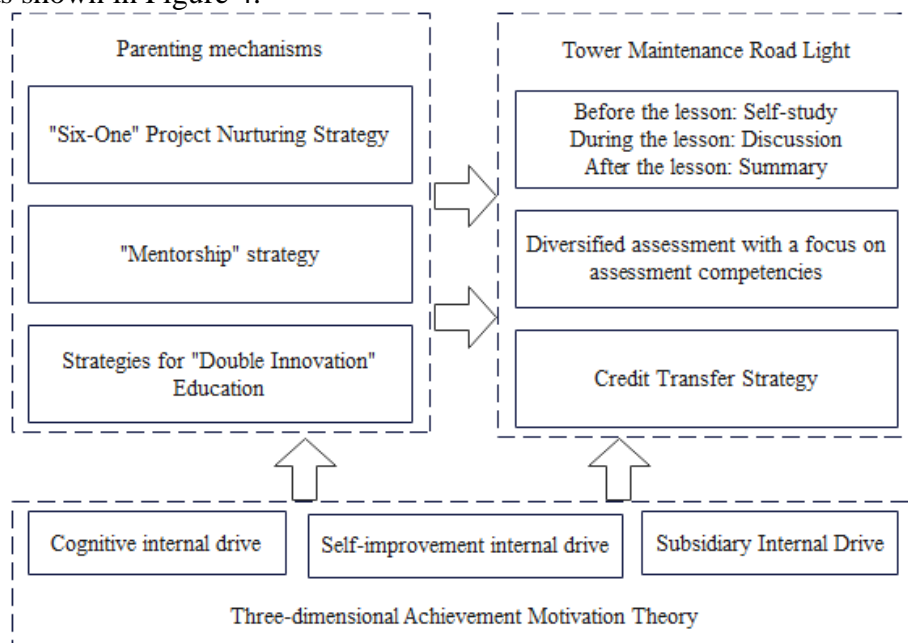 as shown in Figure 4.
Parenting mechanisms
"Six-One" Project Nurturing Strategy
"Mentorship" strategy
Strategies for "Double Innovation"
Education
Tower Maintenance Road Light
Before the lesson: Self-study
During the lesson: Discussion
After the lesson: Summary
Diversified assessment with a focus on
assessment competencies
Credit Transfer Strategy
Cognitive internal drive
Self-improvement internal drive
Subsidiary Internal Drive
Three-dimensional Achievement Motivation Theory